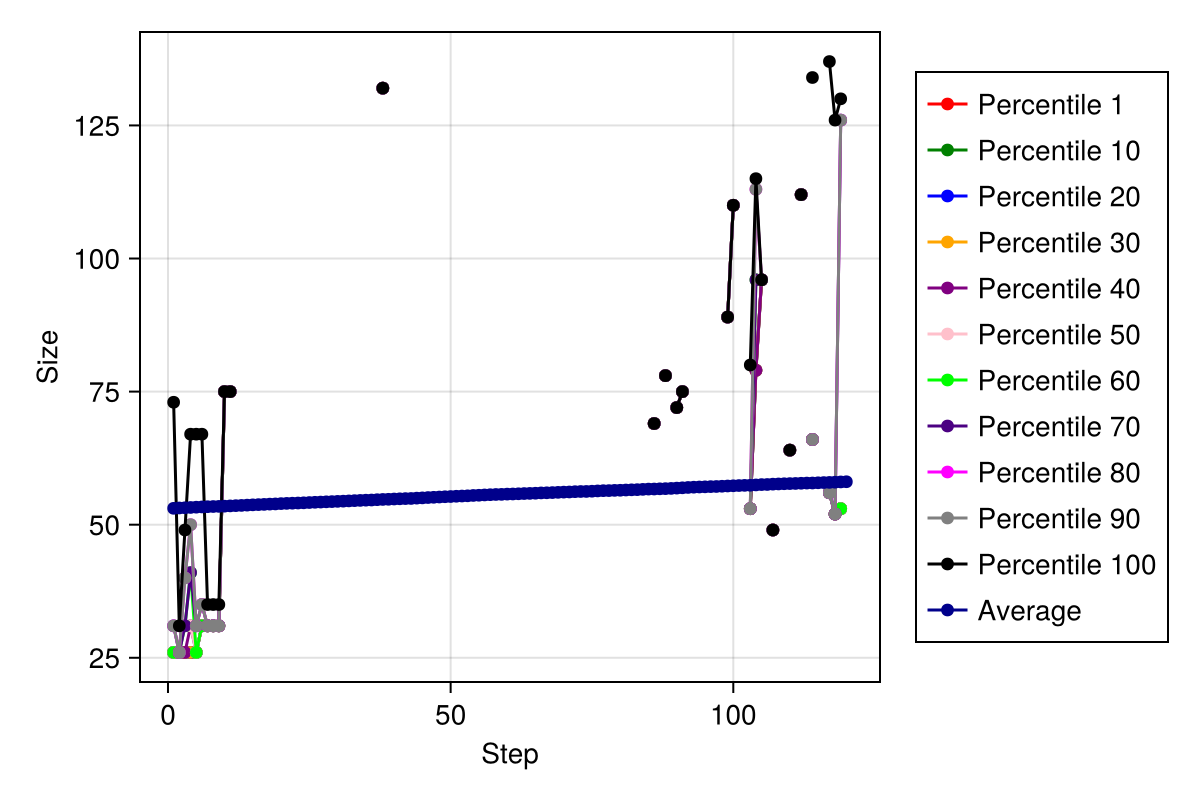 125
100
75
50
25
0
50
100
Size
Step
Percentile 1
Percentile 10
Percentile 20
Percentile 30
Percentile 40
Percentile 50
Percentile 60
Percentile 70
Percentile 80
Percentile 90
Percentile 100
Average